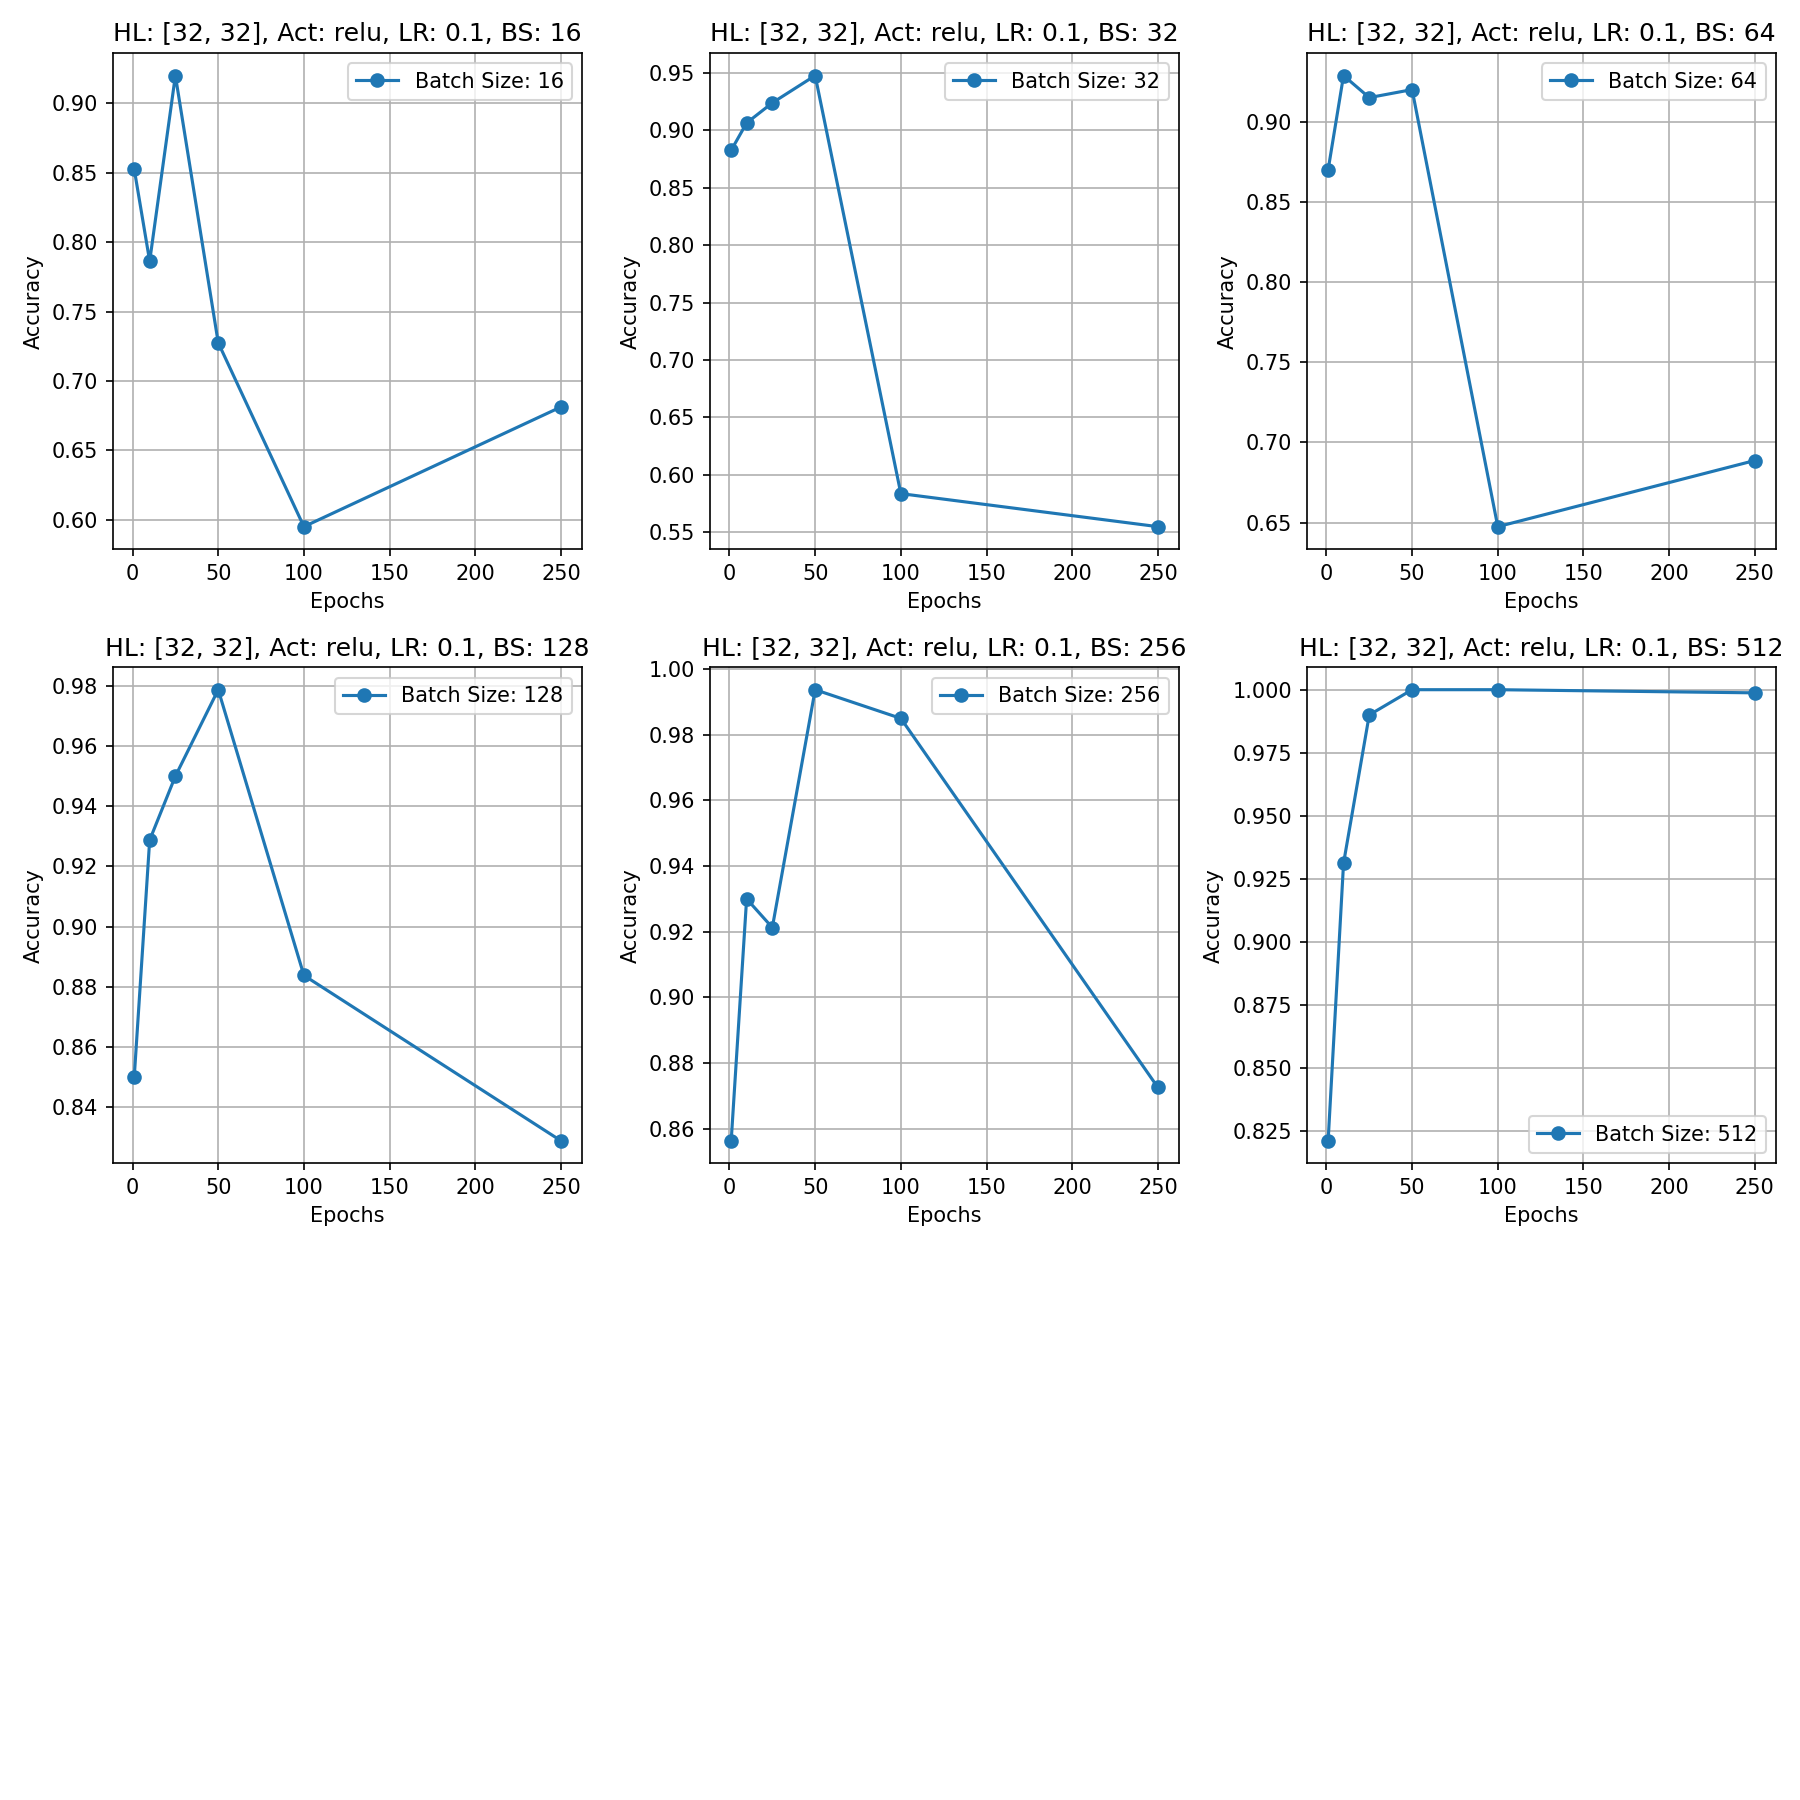 HL: [32, 32], Act: relu, LR: 0.1, BS: 16
Batch Size: 16
Accuracy
0.90
0.85
0.80
0.75
0.70
0.65
0.60
0 50 100 150 200 250
Epochs
HL: [32, 32], Act: relu, LR: 0.1, BS: 32
Batch Size: 32
Accuracy
0.95
0.90
0.85
0.80
0.75
0.70
0.65
0.60
0.55
0 50 100 150 200 250
Epochs
HL: [32, 32], Act: relu, LR: 0.1, BS: 64
Batch Size: 64
Accuracy
0.90
0.85
0.80
0.75
0.70
0.65
0 50 100 150 200 250
Epochs
HL: [32, 32], Act: relu, LR: 0.1, BS: 128
Batch Size: 128
Accuracy
0.98
0.96
0.94
0.92
0.90
0.88
0.86
0.84
0 50 100 150 200 250
Epochs
HL: [32, 32], Act: relu, LR: 0.1, BS: 256
Batch Size: 256
Accuracy
1.00
0.98
0.96
0.94
0.92
0.90
0.88
0.86
0 50 100 150 200 250
Epochs
HL: [32, 32], Act: relu, LR: 0.1, BS: 512
Accuracy
1.000
0.975
0.950
0.925
0.900
0.875
0.850
0.825
Batch Size: 512
0 50 100 150 200 250
Epochs